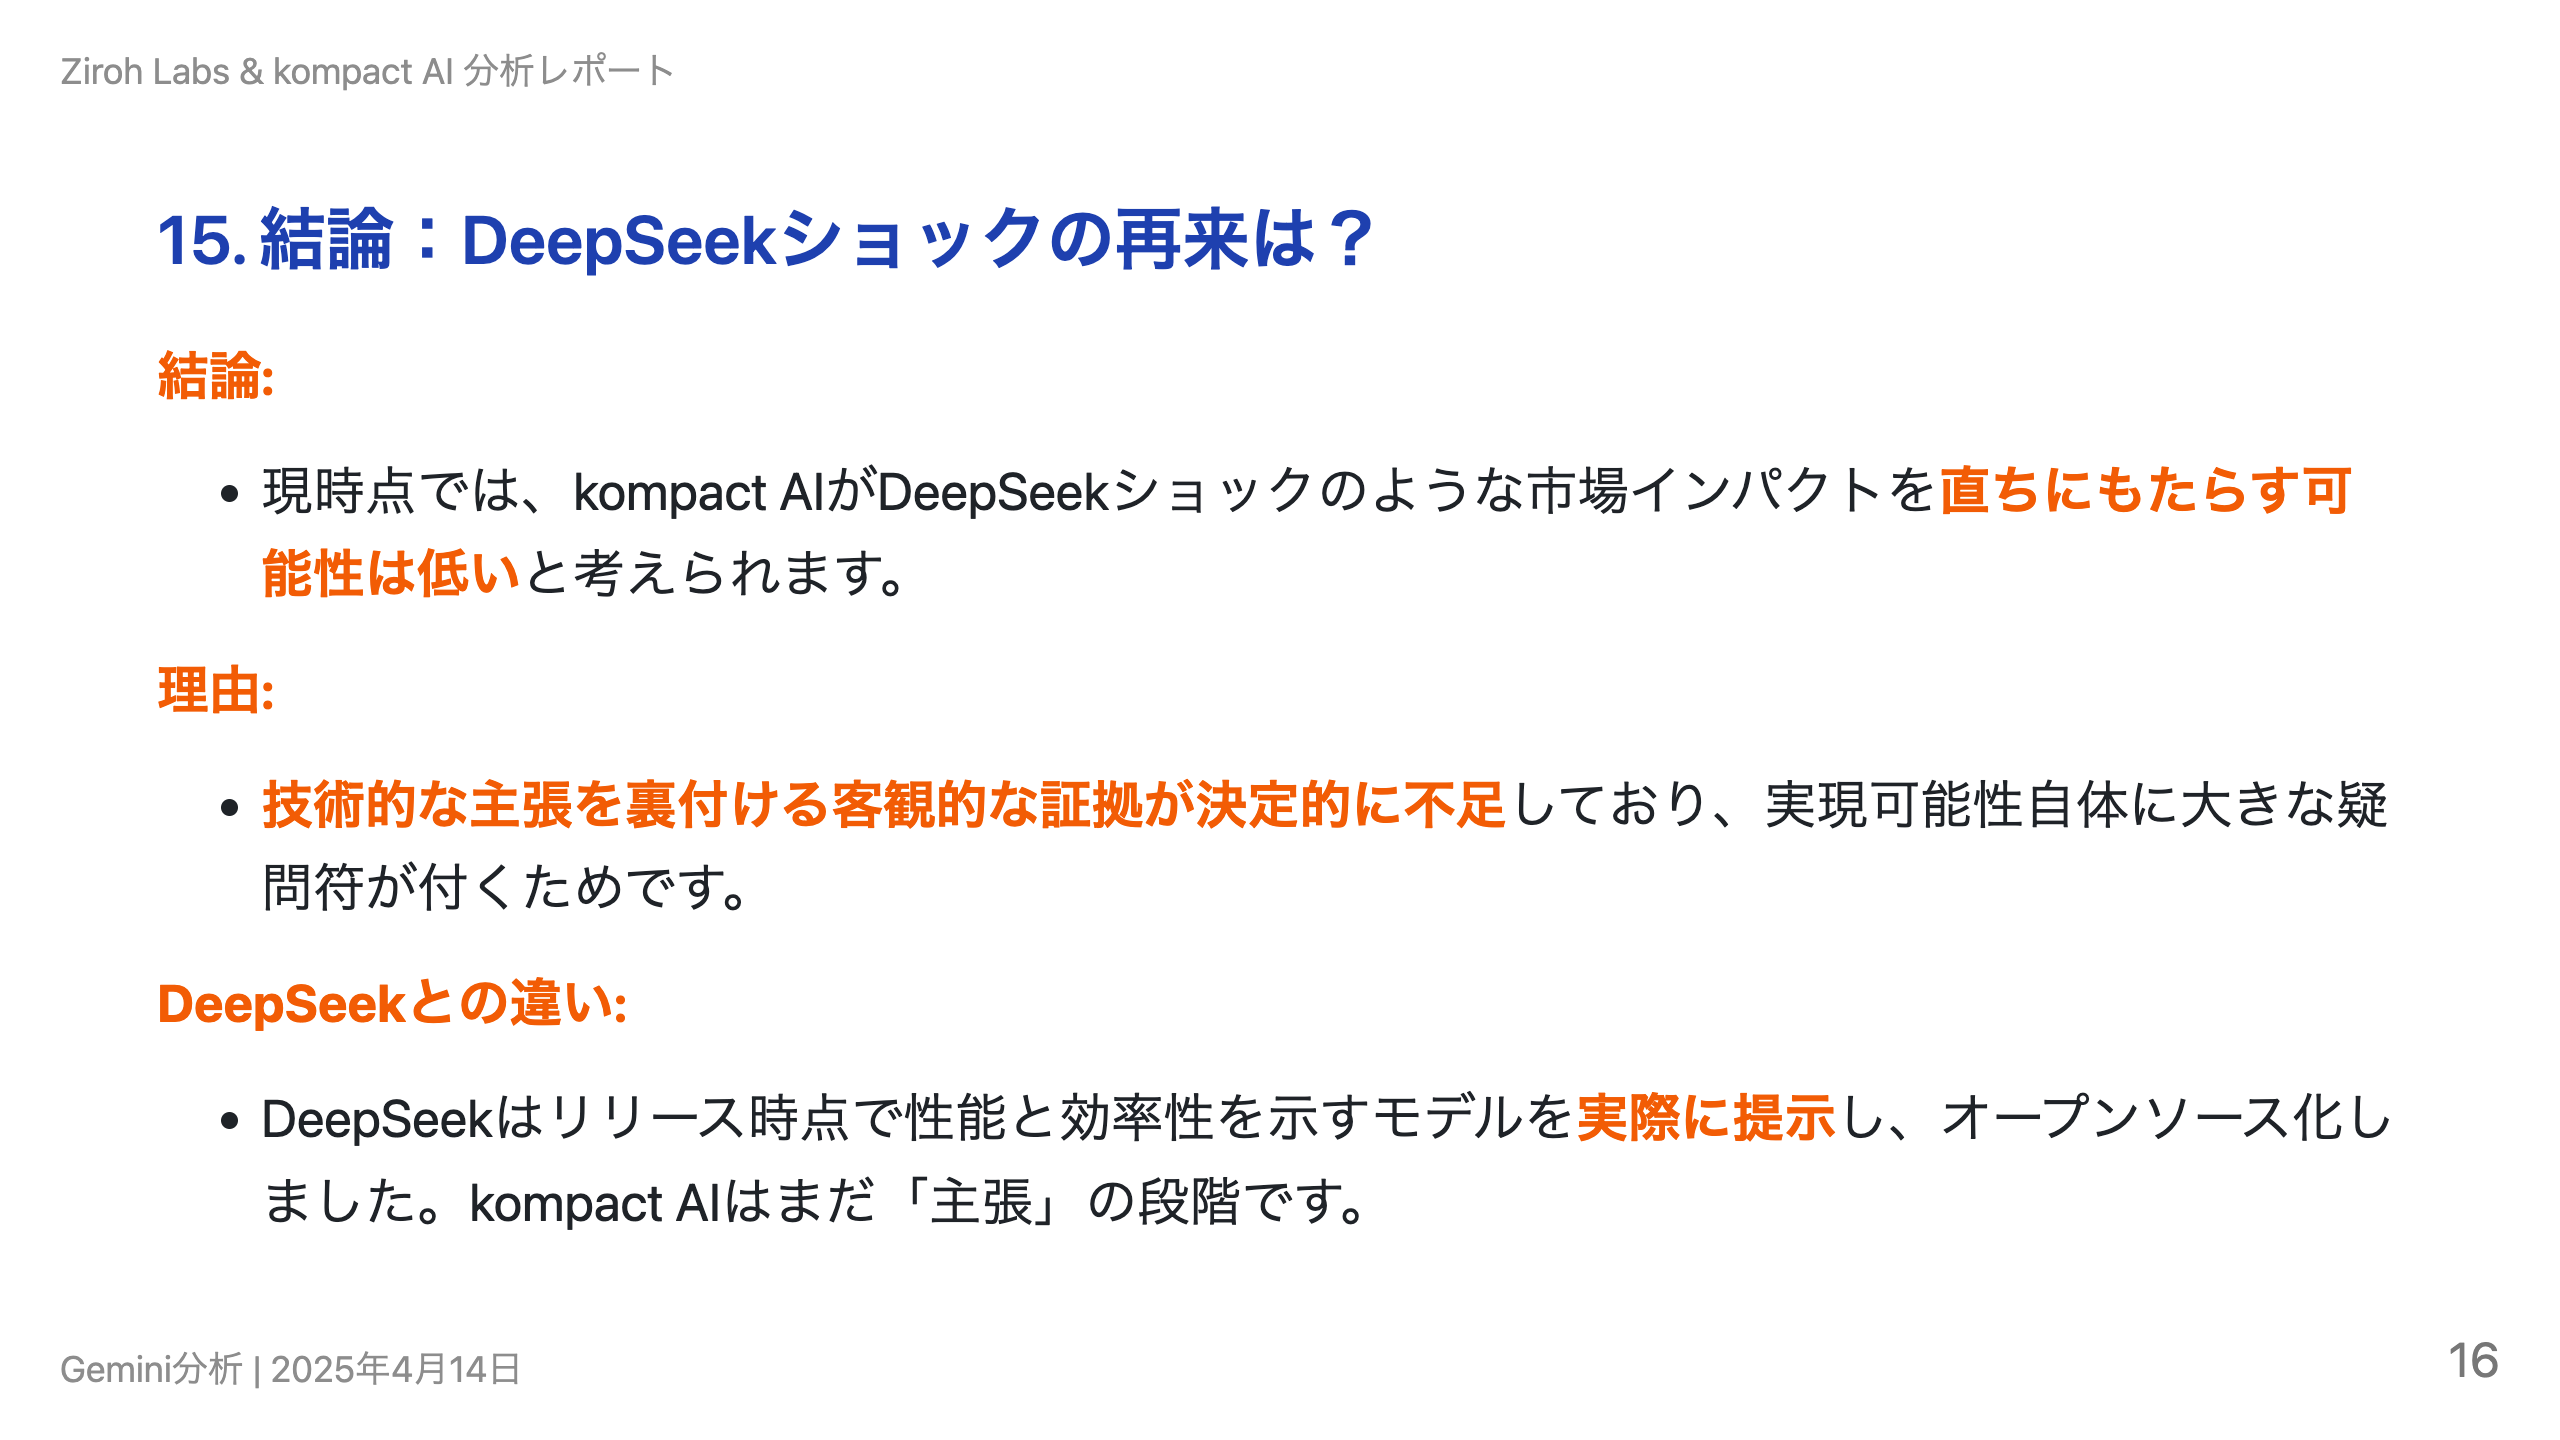 Ziroh Labs & kompact AI 分析レポート
15. 結論：DeepSeekショックの再来は？
結論:
• 現時点では、kompact AIがDeepSeekショックのような市場インパクトを直ちにもたらす可
能性は低いと考えられます。
理由:
• 技術的な主張を裏付ける客観的な証拠が決定的に不足しており、実現可能性自体に大きな疑
問符が付くためです。
DeepSeekとの違い:
• DeepSeekはリリース時点で性能と効率性を示すモデルを実際に提示し、オープンソース化し
ました。kompact AIはまだ「主張」の段階です。
Gemini分析 | 2025年4月14日
16